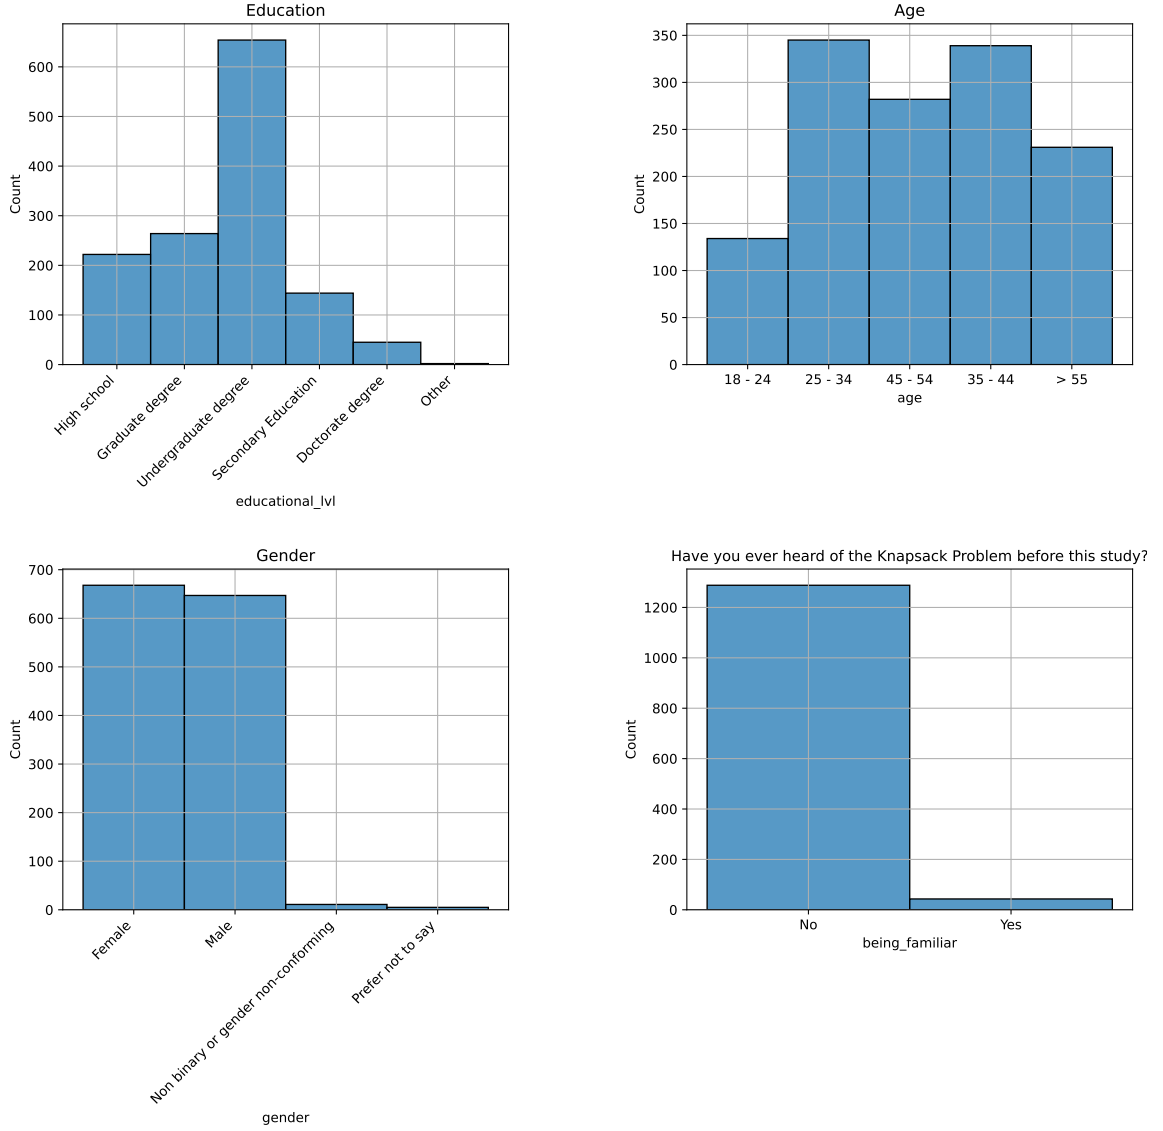 Education
600
500
400
300
200
100
0
Count
High school
Graduate degree
Undergraduate degree
Secondary Education
Doctorate degree
Other
educational_lvl
Age
350
300
250
200
150
100
50
0
Count
18 - 24
25 - 34
45 - 54
35 - 44
> 55
age
Gender
700
600
500
400
300
200
100
0
Count
Female
Male
Non binary or gender non-conforming
Prefer not to say
gender
Have you ever heard of the Knapsack Problem before this study?
1200
1000
800
600
400
200
0
Count
No
Yes
being_familiar